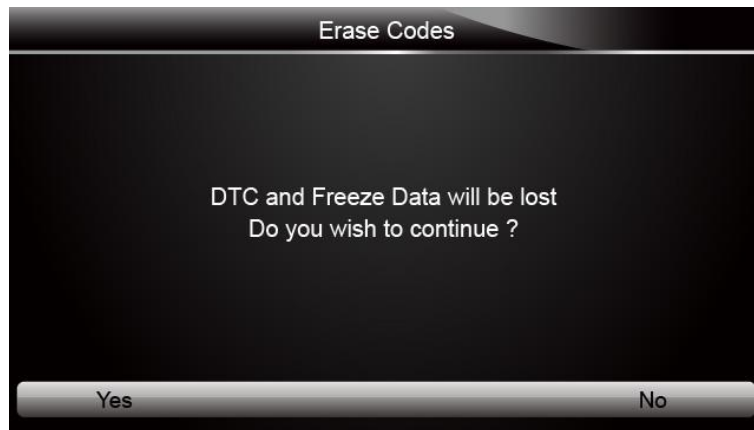 Erase Codes
DTC and Freeze Data will be lost
Do you wish to continue ?
Yes No